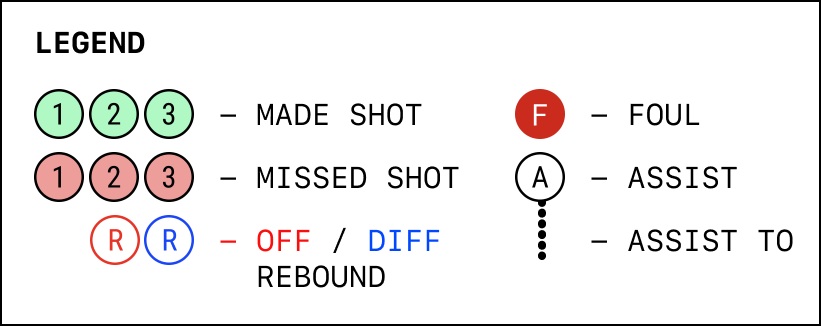 LEGEND
1 2 3 – MADE SHOT
F – FOUL
1 2 3 – MISSED SHOT
A – ASSIST
R R – OFF / DIFF
REBOUND
– ASSIST TO